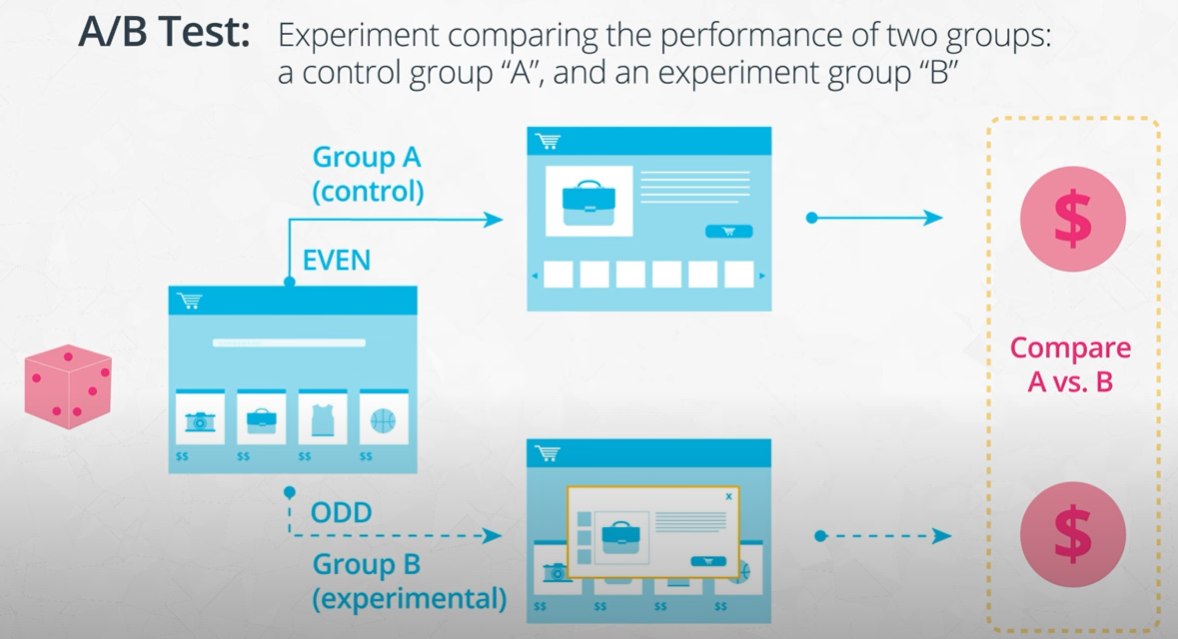 A/B Test: Experiment comparing the performance of two groups:
a control group “A”, and an experiment group “B”
Group A
(control)
EVEN
$$ $$ $$ $$
ODD
Group B
(experimental)
x
$$ $$ $$ $$
$
Compare
A vs. B
$